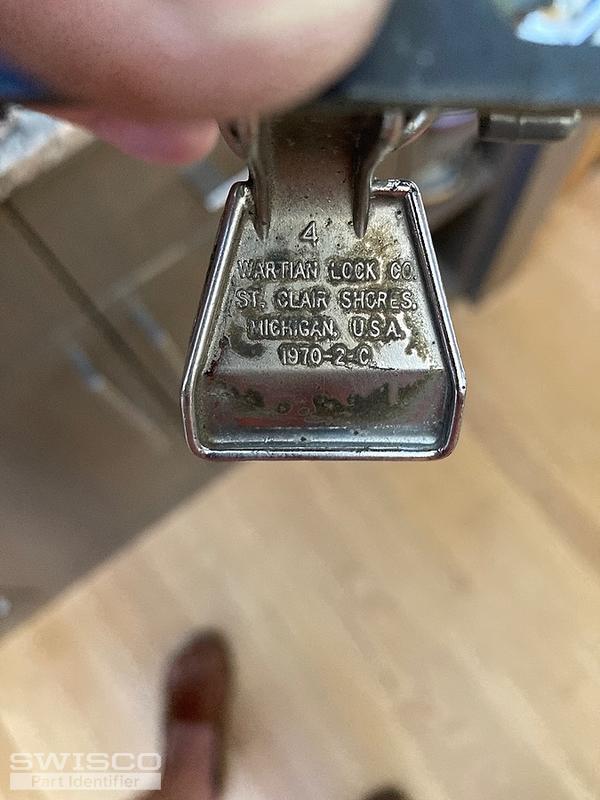 4
WARTIAN LOCK CO.
ST. CLAIR SHORES,
MICHIGAN, U.S.A.
1970-2-C
SWISCO
Part Identifier